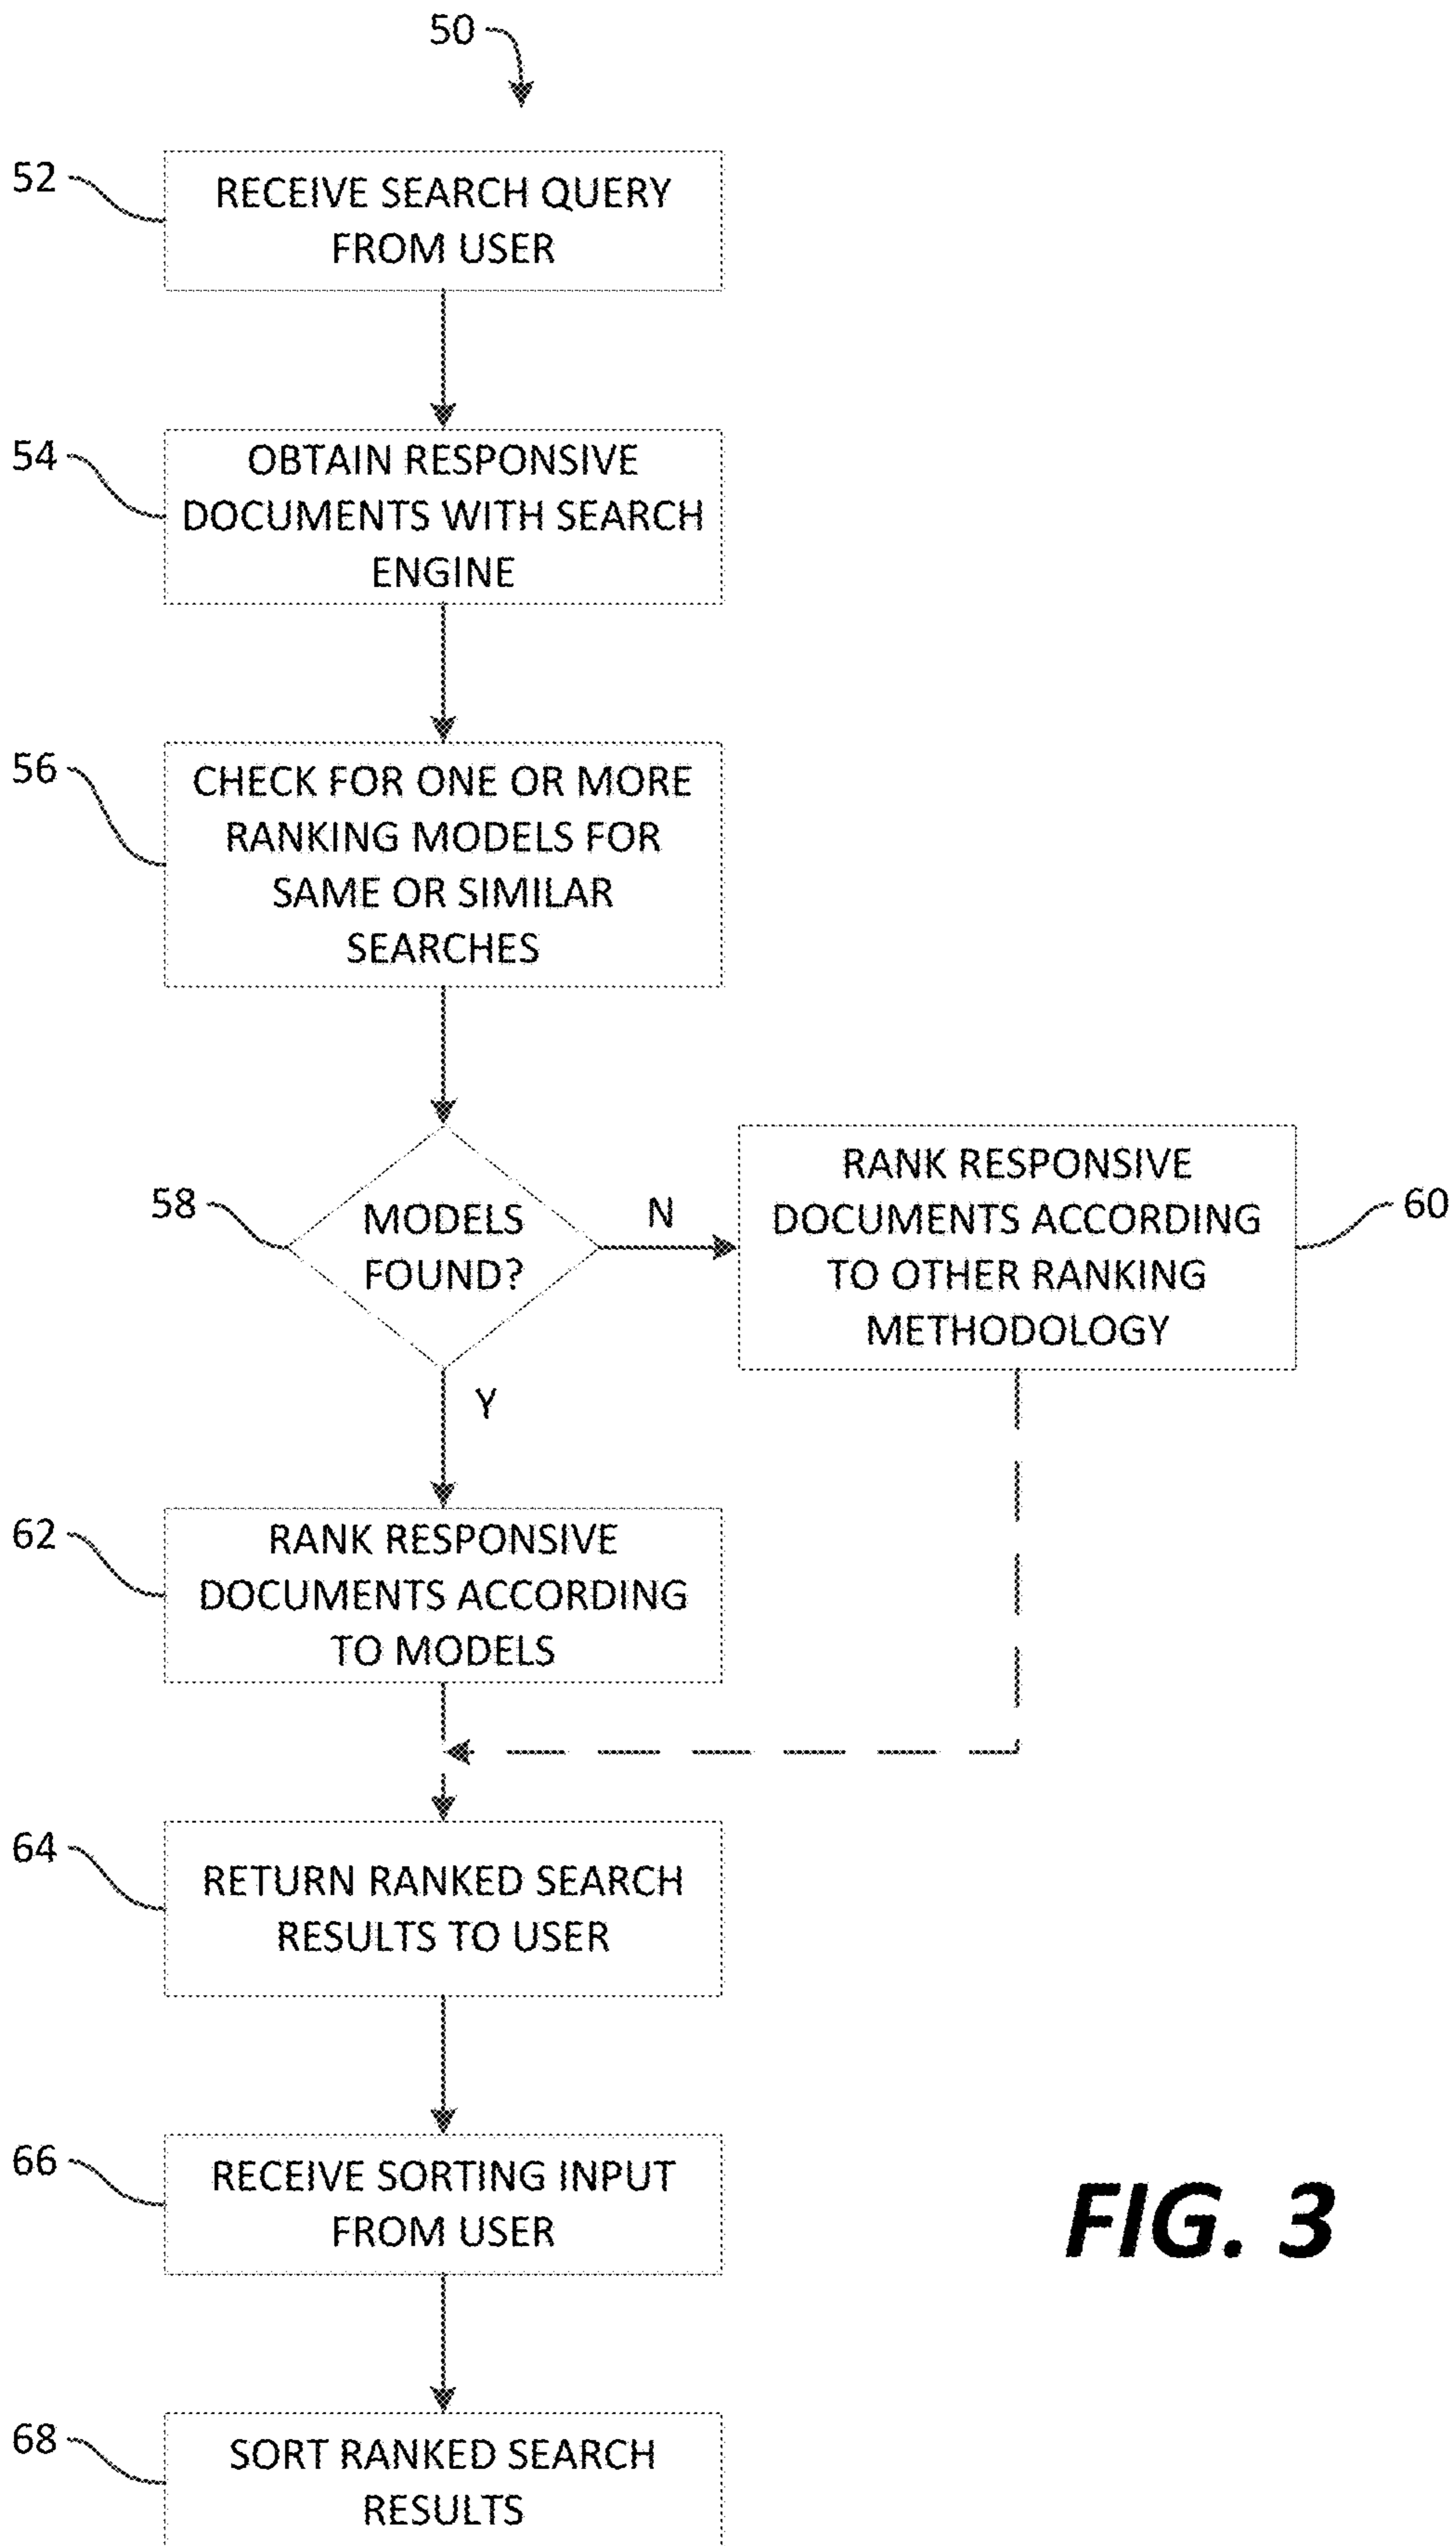 50
52
RECEIVE SEARCH QUERY
FROM USER
54
OBTAIN RESPONSIVE
DOCUMENTS WITH SEARCH
ENGINE
56
CHECK FOR ONE OR MORE
RANKING MODELS FOR
SAME OR SIMILAR
SEARCHES
58
MODELS
FOUND?
N
Y
RANK RESPONSIVE
DOCUMENTS ACCORDING
TO OTHER RANKING
METHODOLOGY
60
62
RANK RESPONSIVE
DOCUMENTS ACCORDING
TO MODELS
64
RETURN RANKED SEARCH
RESULTS TO USER
66
RECEIVE SORTING INPUT
FROM USER
FIG. 3
68
SORT RANKED SEARCH
RESULTS